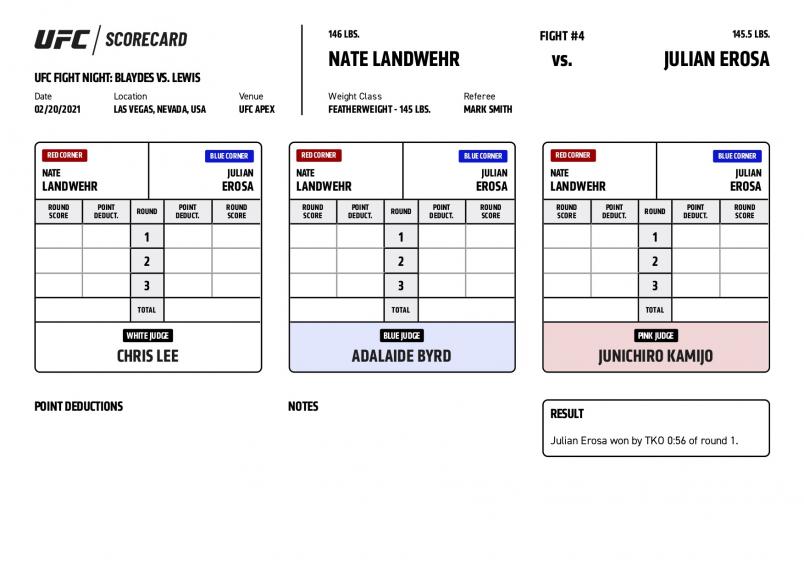 UFC / SCORECARD
UFC FIGHT NIGHT: BLAYDES VS. LEWIS
Date Location Venue
02/20/2021 LAS VEGAS, NEVADA, USA UFC APEX
146 LBS. FIGHT #4 145.5 LBS.
NATE LANDWEHR VS. JULIAN EROSA
Weight Class Referee
FEATHERWEIGHT - 145 LBS. MARK SMITH
RED CORNER BLUE CORNER
NATE JULIAN
LANDWEHR EROSA
ROUND SCORE POINT DEDUCT. ROUND POINT DEDUCT. ROUND SCORE
1
2
3
TOTAL
WHITE JUDGE
CHRIS LEE
RED CORNER BLUE CORNER
NATE JULIAN
LANDWEHR EROSA
ROUND SCORE POINT DEDUCT. ROUND POINT DEDUCT. ROUND SCORE
1
2
3
TOTAL
BLUE JUDGE
ADALAIDE BYRD
RED CORNER BLUE CORNER
NATE JULIAN
LANDWEHR EROSA
ROUND SCORE POINT DEDUCT. ROUND POINT DEDUCT. ROUND SCORE
1
2
3
TOTAL
PINK JUDGE
JUNICHIRO KAMIJO
POINT DEDUCTIONS
NOTES
RESULT
Julian Erosa won by TKO 0:56 of round 1.